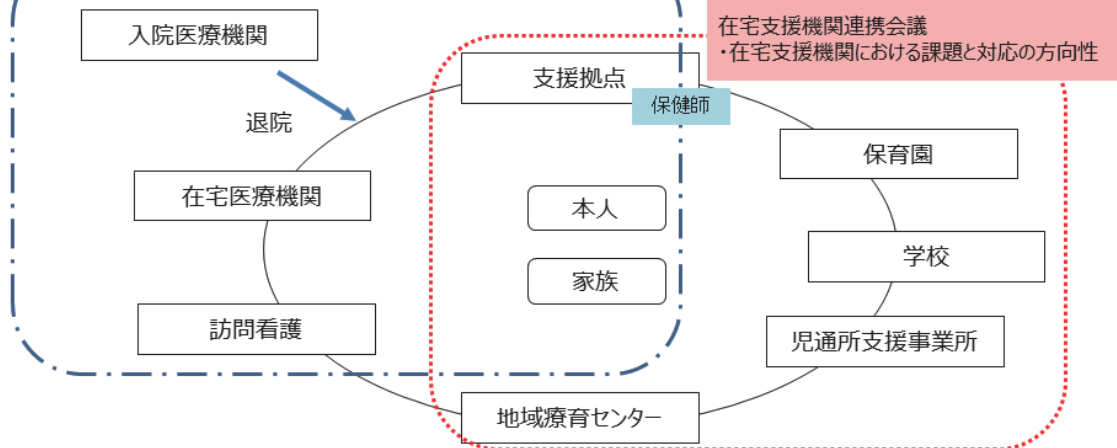 入院医療機関
在宅支援機関連携会議
・在宅支援機関における課題と対応の方向性
支援拠点
保健師
退院
保育園
在宅医療機関
本人
学校
家族
訪問看護
児通所支援事業所
地域療育センター